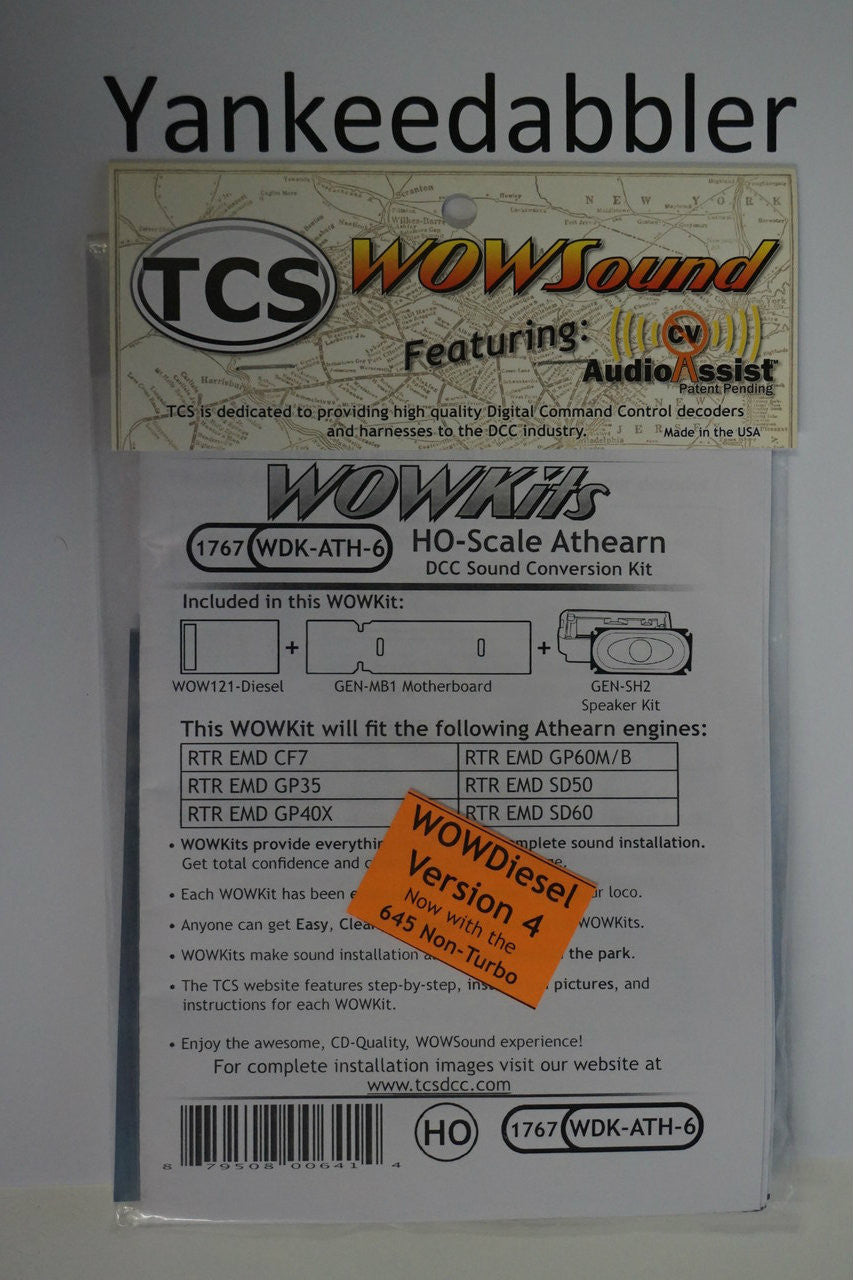 Yankeedabbler
TCS WOWSound
Featuring: CV
AudioAssist™
Patent Pending
TCS is dedicated to providing high quality Digital Command Control decoders
and harnesses to the DCC industry. Made in the USA
WOWKits
1767 WDK-ATH-6 HO-Scale Athearn
DCC Sound Conversion Kit
Included in this WOWKit:
+ +
WOW121-Diesel GEN-MB1 Motherboard GEN-SH2
Speaker Kit
This WOWKit will fit the following Athearn engines:
RTR EMD CF7 RTR EMD GP60M/B
RTR EMD GP35 RTR EMD SD50
RTR EMD GP40X RTR EMD SD60
• WOWKits provide everythin mplete sound installation.
Get total confidence and
• Each WOWKit has been ur loco.
• Anyone can get Easy, Clea WOWKits.
• WOWKits make sound installation the park.
• The TCS website features step-by-step, ins pictures, and
instructions for each WOWKit.
• Enjoy the awesome, CD-Quality, WOWSound experience!
WOWDiesel
Version 4
Now with the
645 Non-Turbo
For complete installation images visit our website at
www.tcsdcc.com
8 79508 00641 4
HO 1767 WDK-ATH-6